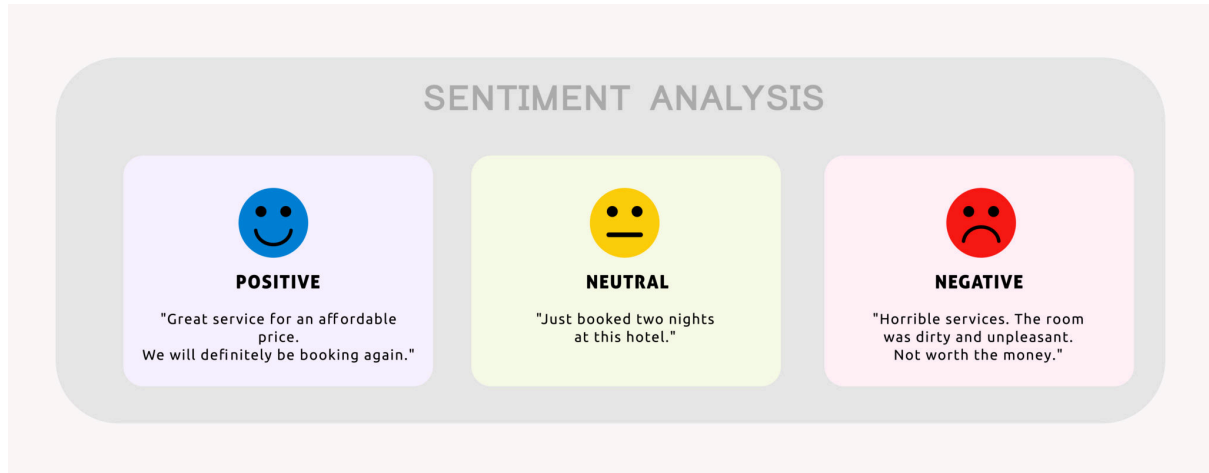 SENTIMENT ANALYSIS
POSITIVE
"Great service for an affordable
price.
We will definitely be booking again."
NEUTRAL
"Just booked two nights
at this hotel."
NEGATIVE
"Horrible services. The room
was dirty and unpleasant.
Not worth the money."